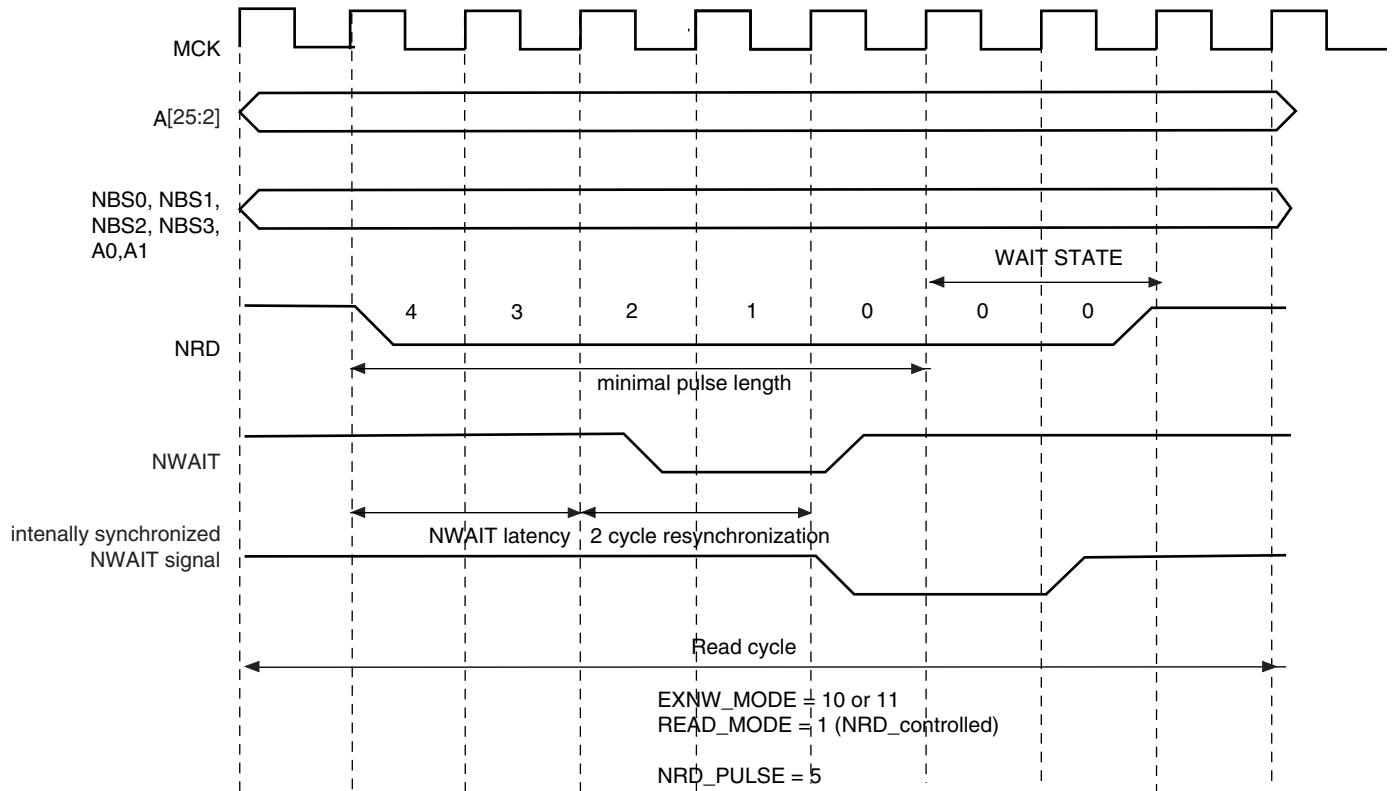 MCK
A[25:2]
NBS0, NBS1,
NBS2, NBS3,
A0,A1
WAIT STATE
4 3 2 1 0 0 0
NRD
minimal pulse length
NWAIT
intenally synchronized
NWAIT signal
NWAIT latency
2 cycle resynchronization
Read cycle
EXNW_MODE = 10 or 11
READ_MODE = 1 (NRD_controlled)
NRD_PULSE = 5